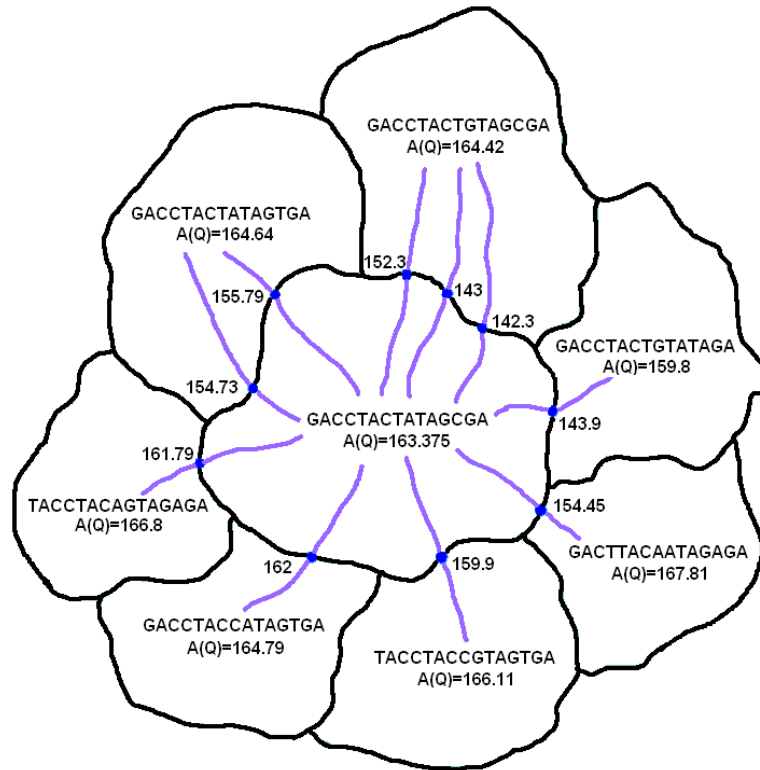 GACCTACTGTAGCGA
A(Q)=164.42
GACCTACTATAGTGA
A(Q)=164.64
152.3
155.79
143
142.3
GACCTACTGTATAGA
A(Q)=159.8
154.73
GACCTACTATAGCGA
A(Q)=163.375
143.9
161.79
TACCTACAGTAGAGA
A(Q)=166.8
154.45
GACTTACAATAGAGA
A(Q)=167.81
162
159.9
GACCTACCATAGTGA
A(Q)=164.79
TACCTACCGTAGTGA
A(Q)=166.11